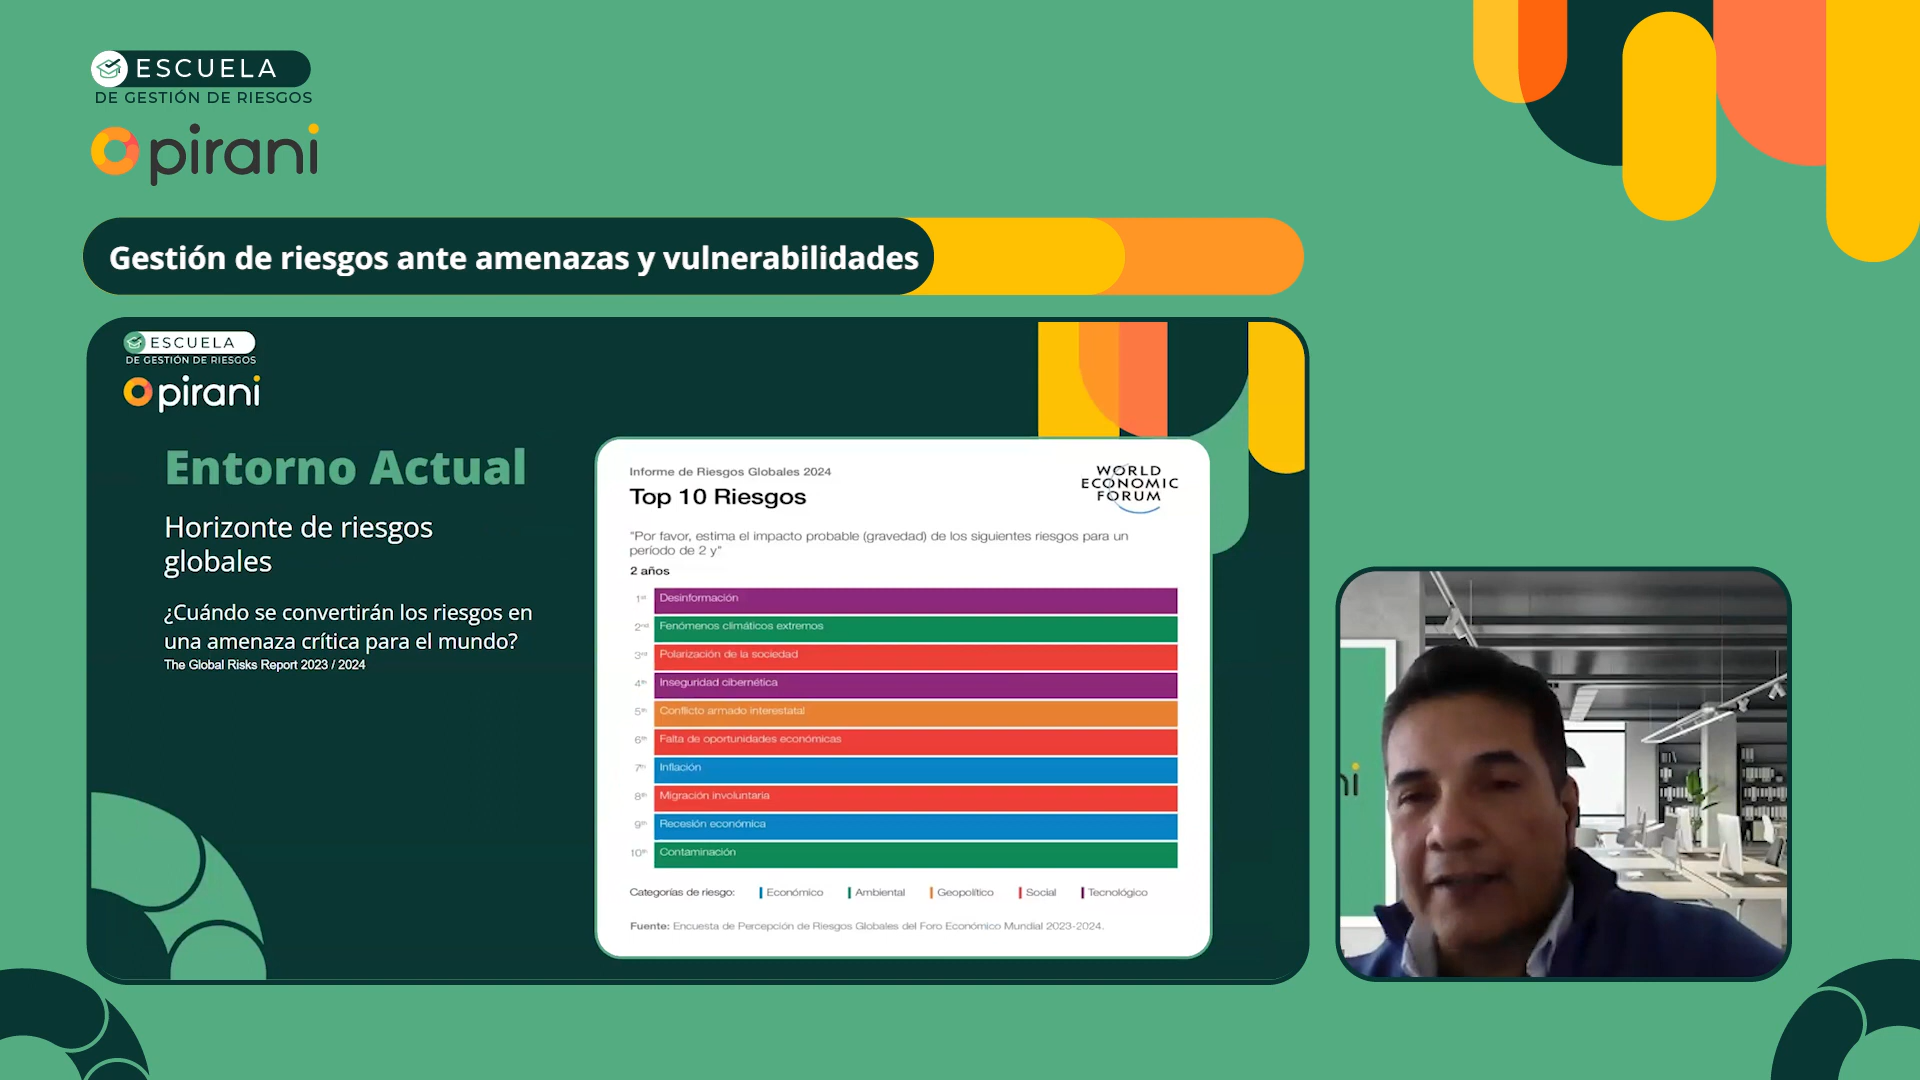 ESCUELA
DE GESTIÓN DE RIESGOS
pirani
Gestión de riesgos ante amenazas y vulnerabilidades
ESCUELA
DE GESTIÓN DE RIESGOS
pirani
Entorno Actual
Horizonte de riesgos
globales
¿Cuándo se convertirán los riesgos en
una amenaza crítica para el mundo?
The Global Risks Report 2023 / 2024
Informe de Riesgos Globales 2024
Top 10 Riesgos
WORLD
ECONOMIC
FORUM
"Por favor, estima el impacto probable (gravedad) de los siguientes riesgos para un
período de 2 y"
2 años
1st Desinformación
2nd Fenómenos climáticos extremos
3rd Polarización de la sociedad
4th Inseguridad cibernética
5th Conflicto armado interestatal
6th Falta de oportunidades económicas
7th Inflación
8th Migración involuntaria
9th Recesión económica
10th Contaminación
Categorías de riesgo: Económico Ambiental Geopolítico Social Tecnológico
Fuente: Encuesta de Percepción de Riesgos Globales del Foro Económico Mundial 2023-2024.
ni